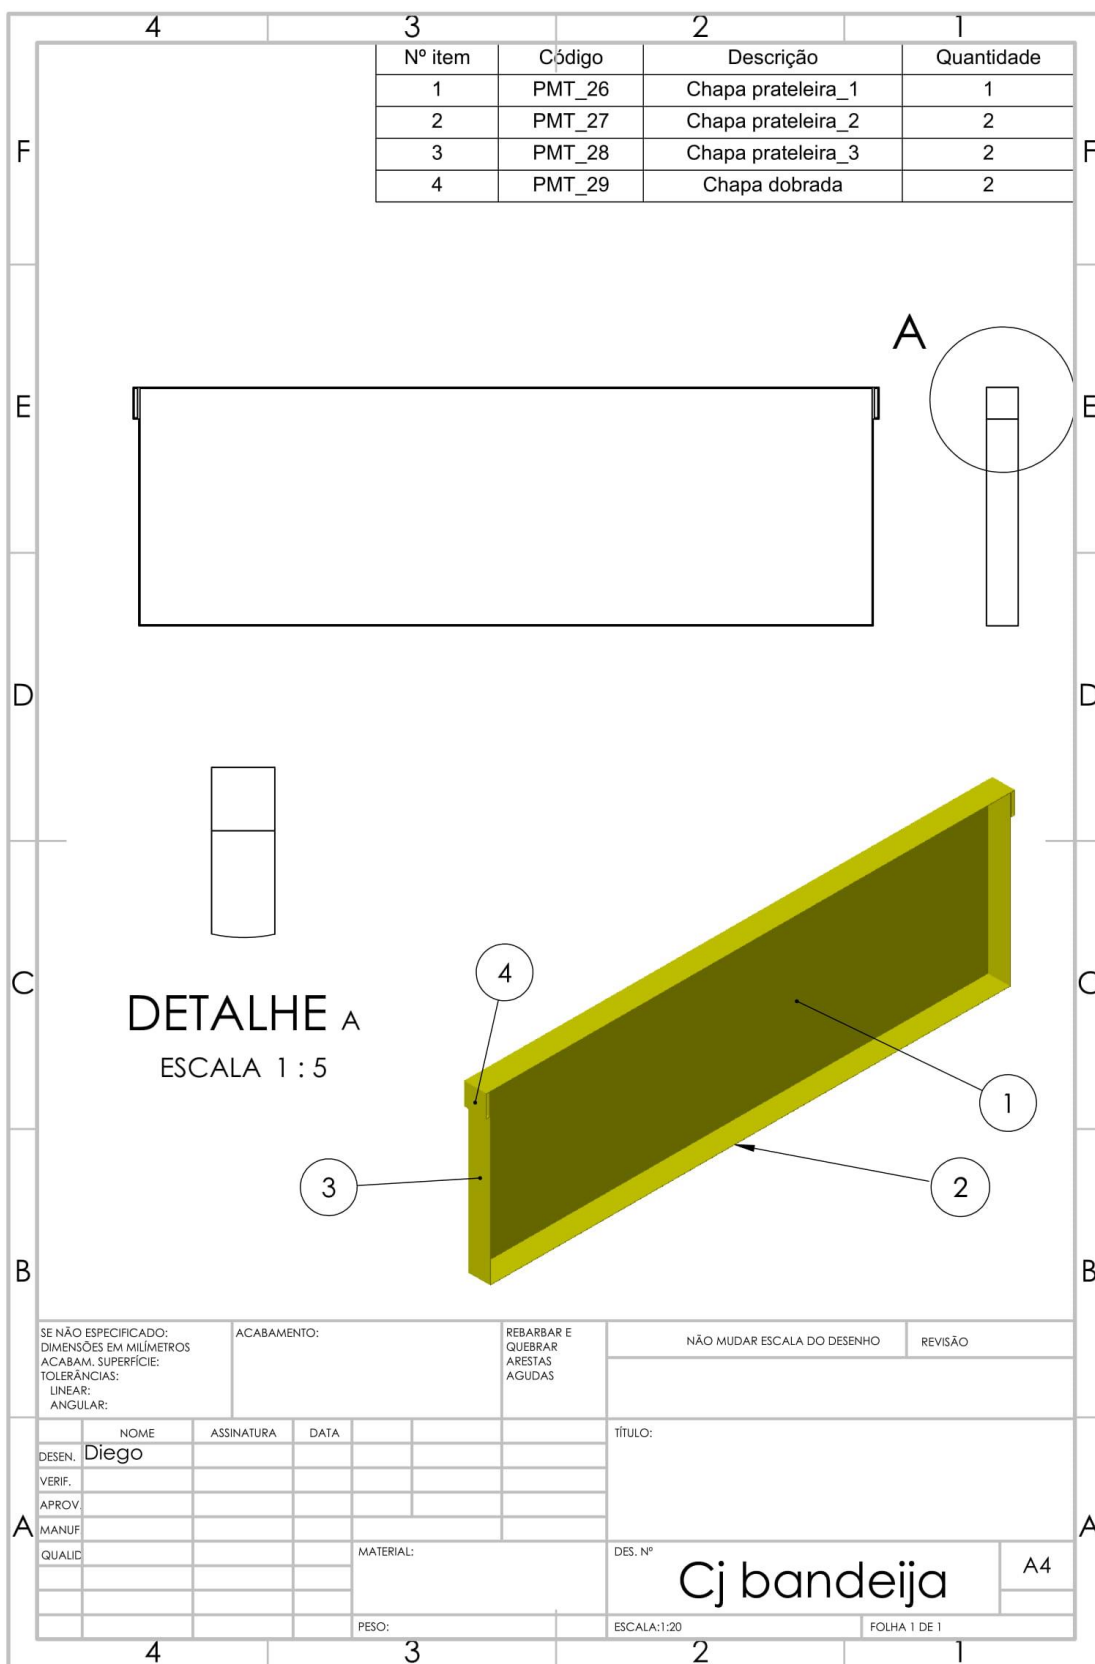 4 3 2 1
Nº item Código Descrição Quantidade
1 PMT_26 Chapa prateleira_1 1
2 PMT_27 Chapa prateleira_2 2
3 PMT_28 Chapa prateleira_3 2
4 PMT_29 Chapa dobrada 2
F F
A
E E
D D
C C
4
DETALHE A
ESCALA 1 : 5
1
3
2
B B
SE NÃO ESPECIFICADO:
DIMENSÕES EM MILÍMETROS
ACABAM. SUPERFÍCIE:
TOLERÂNCIAS:
LINEAR:
ANGULAR:
ACABAMENTO:
REBARBAR E
QUEBRAR
ARESTAS
AGUDAS
NÃO MUDAR ESCALA DO DESENHO
REVISÃO
NOME ASSINATURA DATA
TÍTULO:
DESEN. Diego
VERIF.
APROV.
MANUF
QUALID
A A
MATERIAL:
DES. Nº
Cj bandeija
A4
PESO:
ESCALA:1:20
FOLHA 1 DE 1
4 3 2 1